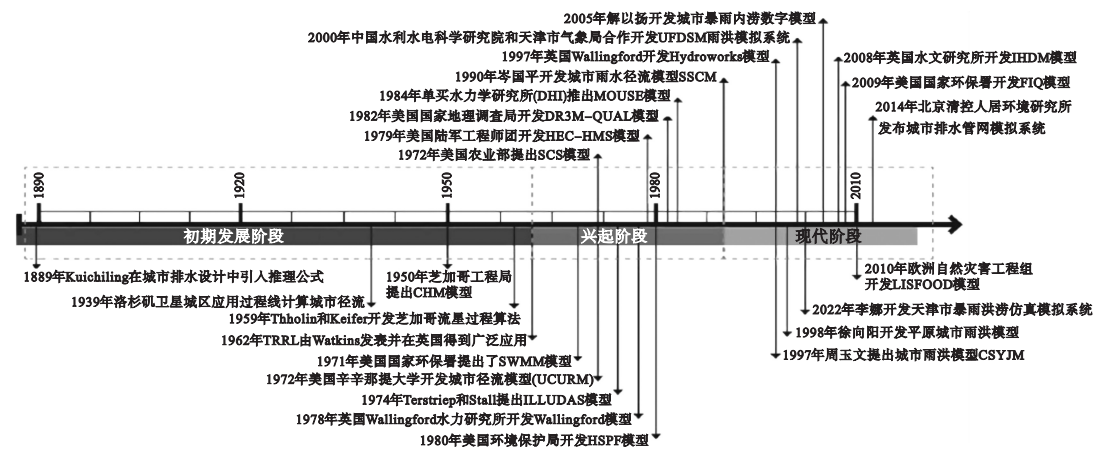 2005年解以扬开发城市暴雨内涝数字模型
2000年中国水利水电科学研究院和天津市气象局合作开发UFDSM雨洪模拟系统
1997年英国Wallingford开发Hydroworks模型
2008年英国水文研究所开发IHDM模型
1990年岑国平开发城市雨水径流模型SSCM
2009年美国国家环保署开发FIQ模型
1984年单买水力学研究所(DHI)推出MOUSE模型
2014年北京清控人居环境研究所
发布城市排水管网模拟系统
1982年美国国家地理调查局开发DR3M-QUAL模型
1979年美国陆军工程师团开发HEC-HMS模型
1972年美国农业部提出SCS模型
1890
1920
1950
1980
2010
初期发展阶段
兴起阶段
现代阶段
1889年Kuichiling在城市排水设计中引人推理公式
1950年芝加哥工程局
提出CHM模型
2010年欧洲自然灾害工程组
开发LISFOOD模型
1939年洛杉矶卫星城区应用过程线计算城市径流
2022年李娜开发天津市暴雨洪涝仿真模拟系统
1959年Thholin和Keifer开发芝加哥流星过程算法
1998年徐向阳开发平原城市雨洪模型
1962年TRRL由Watkins发表并在英国得到广泛应用
1997年周玉文提出城市雨洪模型CSYJM
1971年美国国家环保署提出了SWMM模型
1972年美国辛辛那提大学开发城市径流模型(UCURM)
1974年Terstriep和Stall提出ILLUDAS模型
1978年英国Wallingford水力研究所开发Wallingford模型
1980年美国环境保护局开发HSPF模型